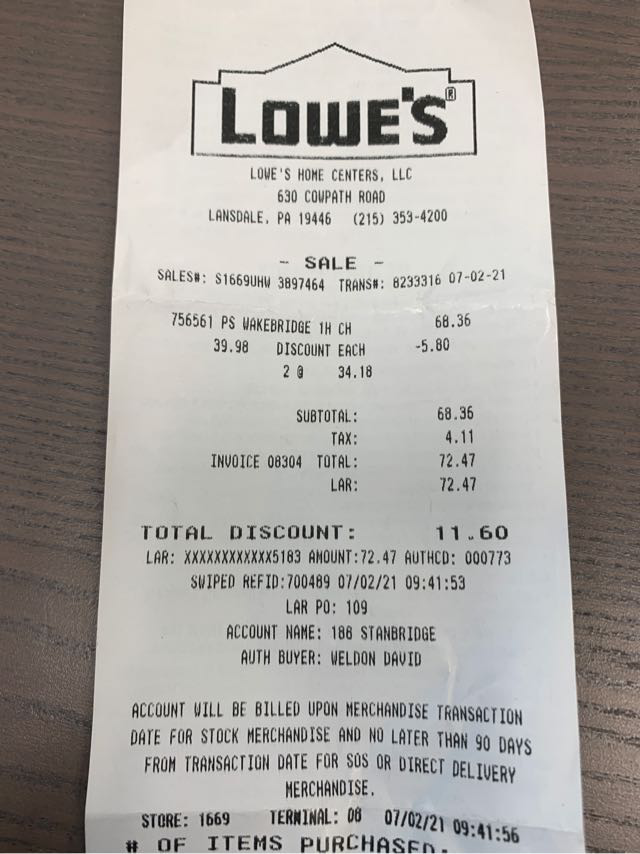 LOWE'S®
LOWE'S HOME CENTERS, LLC
630 COWPATH ROAD
LANSDALE, PA 19446 (215) 353-4200
- SALE -
SALES#: S1669UHW 3897464 TRANS#: 8233316 07-02-21
756561 PS WAKEBRIDGE 1H CH 68.36
39.98 DISCOUNT EACH -5.80
2 @ 34.18
SUBTOTAL: 68.36
TAX: 4.11
INVOICE 08304 TOTAL: 72.47
LAR: 72.47
TOTAL DISCOUNT: 11.60
LAR: XXXXXXXXXXXX5183 AMOUNT:72.47 AUTHCD: 000773
SWIPED REFID:700489 07/02/21 09:41:53
LAR PO: 109
ACCOUNT NAME: 186 STANBRIDGE
AUTH BUYER: WELDON DAVID
ACCOUNT WILL BE BILLED UPON MERCHANDISE TRANSACTION
DATE FOR STOCK MERCHANDISE AND NO LATER THAN 90 DAYS
FROM TRANSACTION DATE FOR SOS OR DIRECT DELIVERY
MERCHANDISE.
STORE: 1669 TERMINAL: 08 07/02/21 09:41:56
# OF ITEMS PURCHASED: